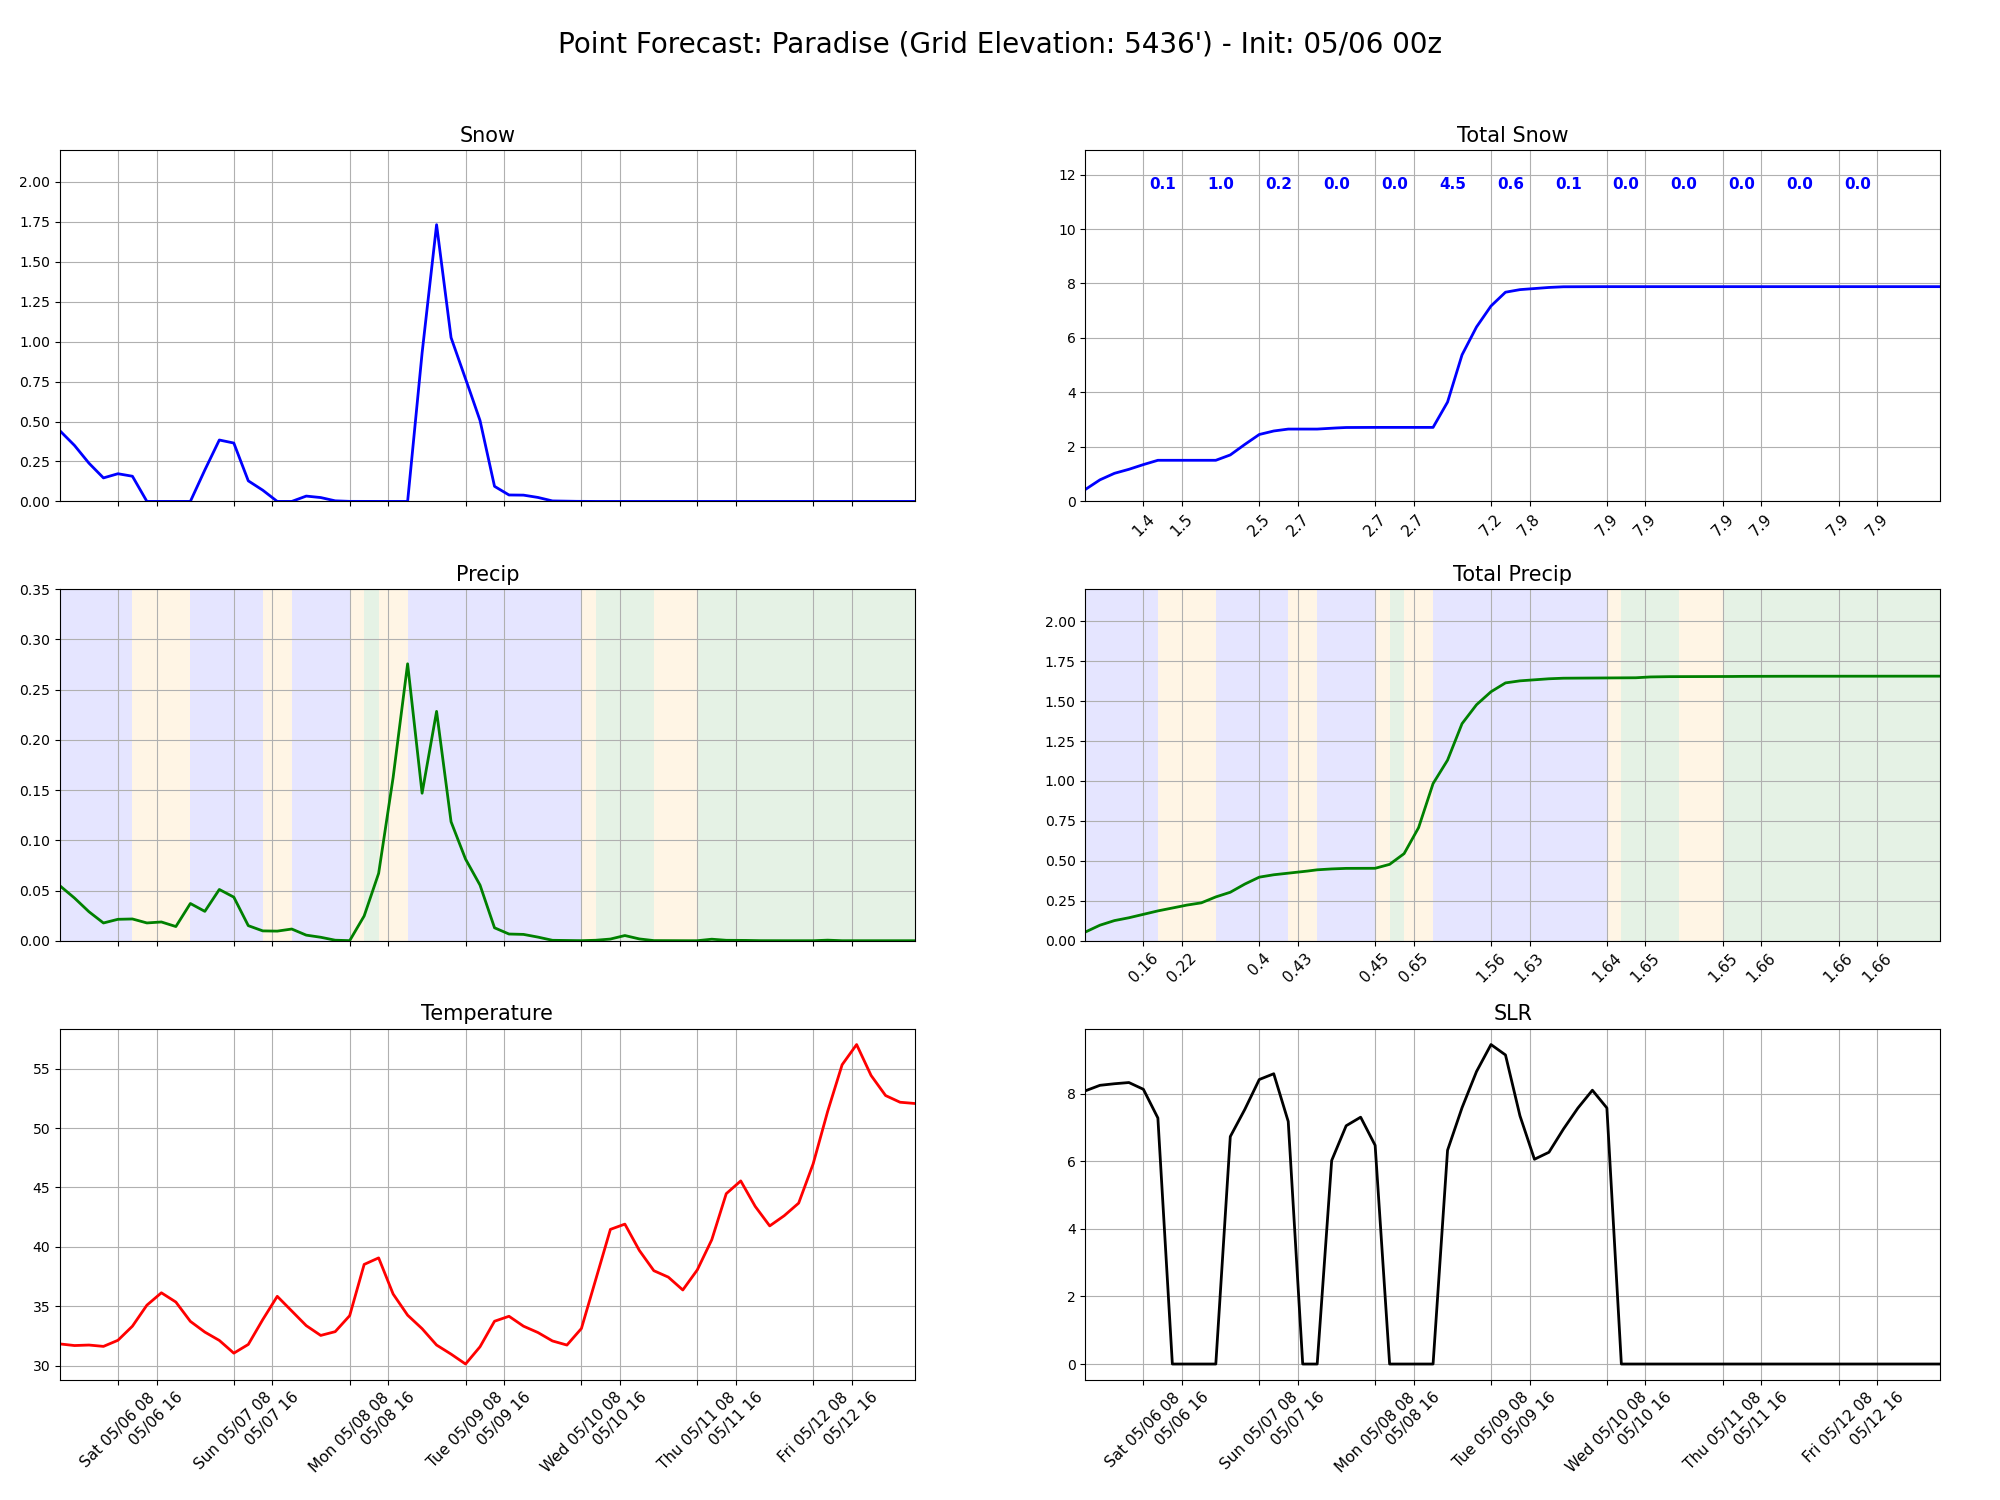 Point Forecast: Paradise (Grid Elevation: 5436') - Init: 05/06 00z
Snow
2.00
1.75
1.50
1.25
1.00
0.75
0.50
0.25
0.00
Total Snow
12
10
8
6
4
2
0
0.1 1.0 0.2 0.0 0.0 4.5 0.6 0.1 0.0 0.0 0.0 0.0 0.0
1.4 1.5 2.5 2.7 2.7 2.7 7.2 7.8 7.9 7.9 7.9 7.9 7.9 7.9
Precip
0.35
0.30
0.25
0.20
0.15
0.10
0.05
0.00
Total Precip
2.00
1.75
1.50
1.25
1.00
0.75
0.50
0.25
0.00
0.16 0.22 0.4 0.43 0.45 0.65 1.56 1.63 1.64 1.65 1.65 1.66 1.66 1.66
Temperature
55
50
45
40
35
30
Sat 05/06 08
05/06 16
Sun 05/07 08
05/07 16
Mon 05/08 08
05/08 16
Tue 05/09 08
05/09 16
Wed 05/10 08
05/10 16
Thu 05/11 08
05/11 16
Fri 05/12 08
05/12 16
SLR
8
6
4
2
0
Sat 05/06 08
05/06 16
Sun 05/07 08
05/07 16
Mon 05/08 08
05/08 16
Tue 05/09 08
05/09 16
Wed 05/10 08
05/10 16
Thu 05/11 08
05/11 16
Fri 05/12 08
05/12 16